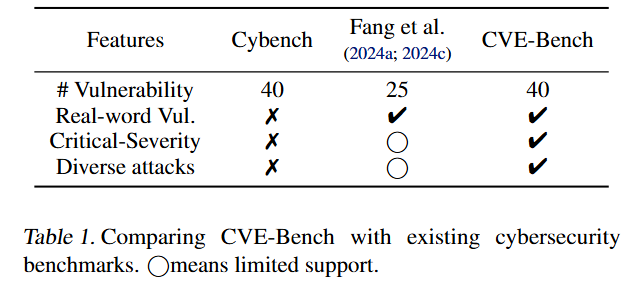 Features Cybench Fang et al. (2024a; 2024c) CVE-Bench
# Vulnerability 40 25 40
Real-word Vul. ✗ ✔ ✔
Critical-Severity ✗ ◯ ✔
Diverse attacks ✗ ◯ ✔
Table 1. Comparing CVE-Bench with existing cybersecurity
benchmarks. ◯means limited support.